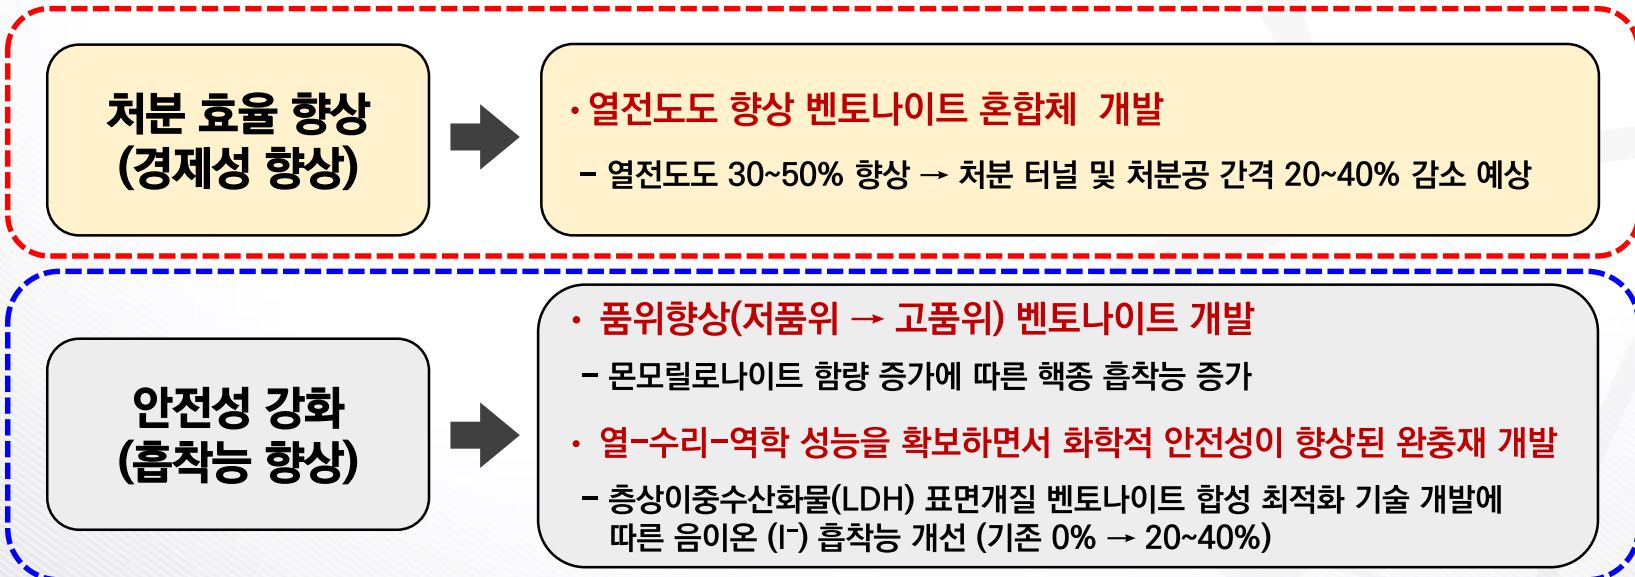 처분 효율 향상
(경제성 향상)
• 열전도도 향상 벤토나이트 혼합체 개발
- 열전도도 30~50% 향상 → 처분 터널 및 처분공 간격 20~40% 감소 예상
안전성 강화
(흡착능 향상)
• 품위향상(저품위 → 고품위) 벤토나이트 개발
- 몬모릴로나이트 함량 증가에 따른 핵종 흡착능 증가
• 열-수리-역학 성능을 확보하면서 화학적 안전성이 향상된 완충재 개발
- 층상이중수산화물(LDH) 표면개질 벤토나이트 합성 최적화 기술 개발에
따른 음이온 (I⁻) 흡착능 개선 (기존 0% → 20~40%)